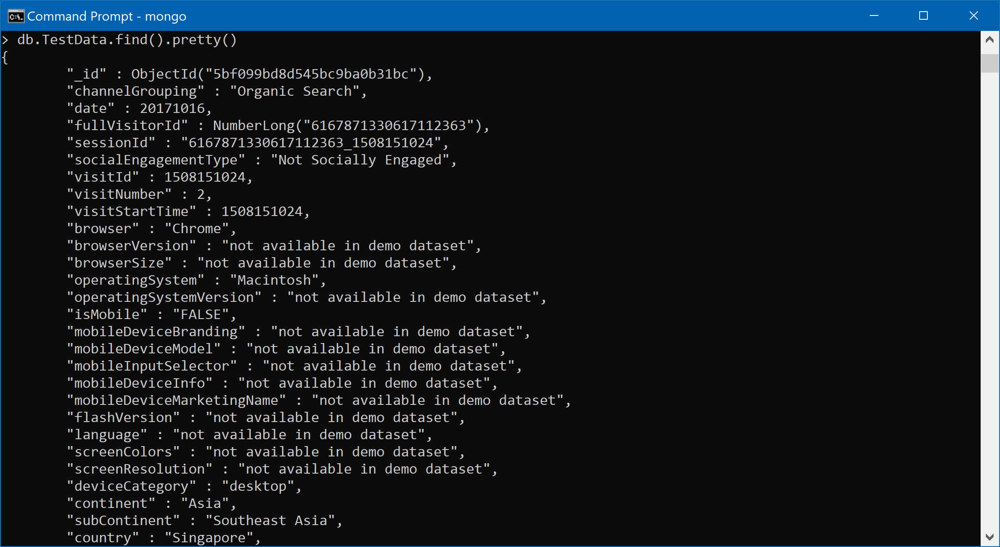 Command Prompt - mongo
> db.TestData.find().pretty()
{
"_id" : ObjectId("5bf099bd8d545bc9ba0b31bc"),
"channelGrouping" : "Organic Search",
"date" : 20171016,
"fullVisitorId" : NumberLong("6167871330617112363"),
"sessionId" : "6167871330617112363_1508151024",
"socialEngagementType" : "Not Socially Engaged",
"visitId" : 1508151024,
"visitNumber" : 2,
"visitStartTime" : 1508151024,
"browser" : "Chrome",
"browserVersion" : "not available in demo dataset",
"browserSize" : "not available in demo dataset",
"operatingSystem" : "Macintosh",
"operatingSystemVersion" : "not available in demo dataset",
"isMobile" : "FALSE",
"mobileDeviceBranding" : "not available in demo dataset",
"mobileDeviceModel" : "not available in demo dataset",
"mobileInputSelector" : "not available in demo dataset",
"mobileDeviceInfo" : "not available in demo dataset",
"mobileDeviceMarketingName" : "not available in demo dataset",
"flashVersion" : "not available in demo dataset",
"language" : "not available in demo dataset",
"screenColors" : "not available in demo dataset",
"screenResolution" : "not available in demo dataset",
"deviceCategory" : "desktop",
"continent" : "Asia",
"subContinent" : "Southeast Asia",
"country" : "Singapore",